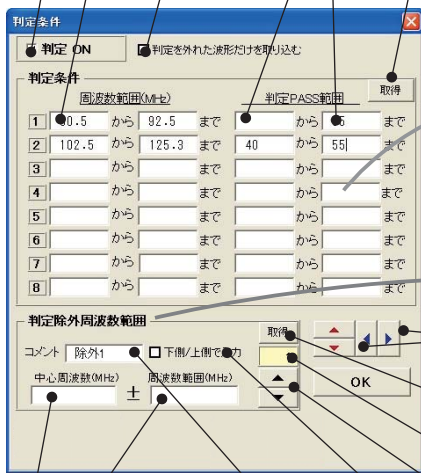 判定条件
判定 ON 判定を外れた波形だけを取り込む
判定条件 取得
周波数範囲(MHz) 判定PASS範囲
1 から 92.5 まで から まで
2 102.5 から 125.3 まで 40 から 55 まで
3 から まで から まで
4 から まで から まで
5 から まで から まで
6 から まで から まで
7 から まで から まで
8 から まで から まで
判定除外周波数範囲 取得
コメント 除外1 下側/上側で
中心周波数(MHz) ± 周波数範囲(MHz)
OK